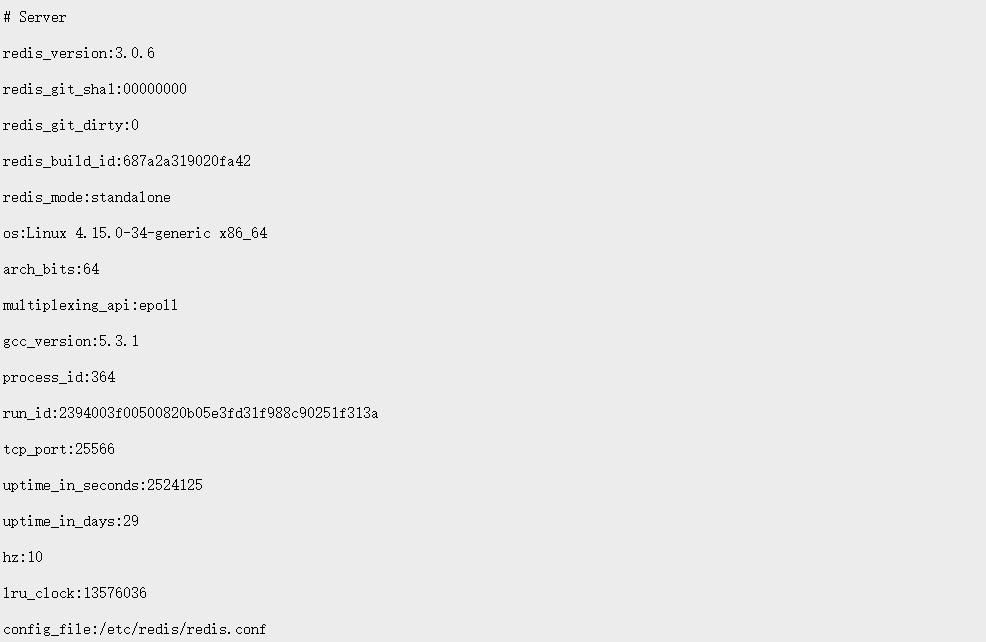 # Server
redis_version:3.0.6
redis_git_sha1:00000000
redis_git_dirty:0
redis_build_id:687a2a319020fa42
redis_mode:standalone
os:Linux 4.15.0-34-generic x86_64
arch_bits:64
multiplexing_api:epoll
gcc_version:5.3.1
process_id:364
run_id:2394003f00500820b05e3fd31f988c90251f313a
tcp_port:25566
uptime_in_seconds:2524125
uptime_in_days:29
hz:10
lru_clock:13576036
config_file:/etc/redis/redis.conf